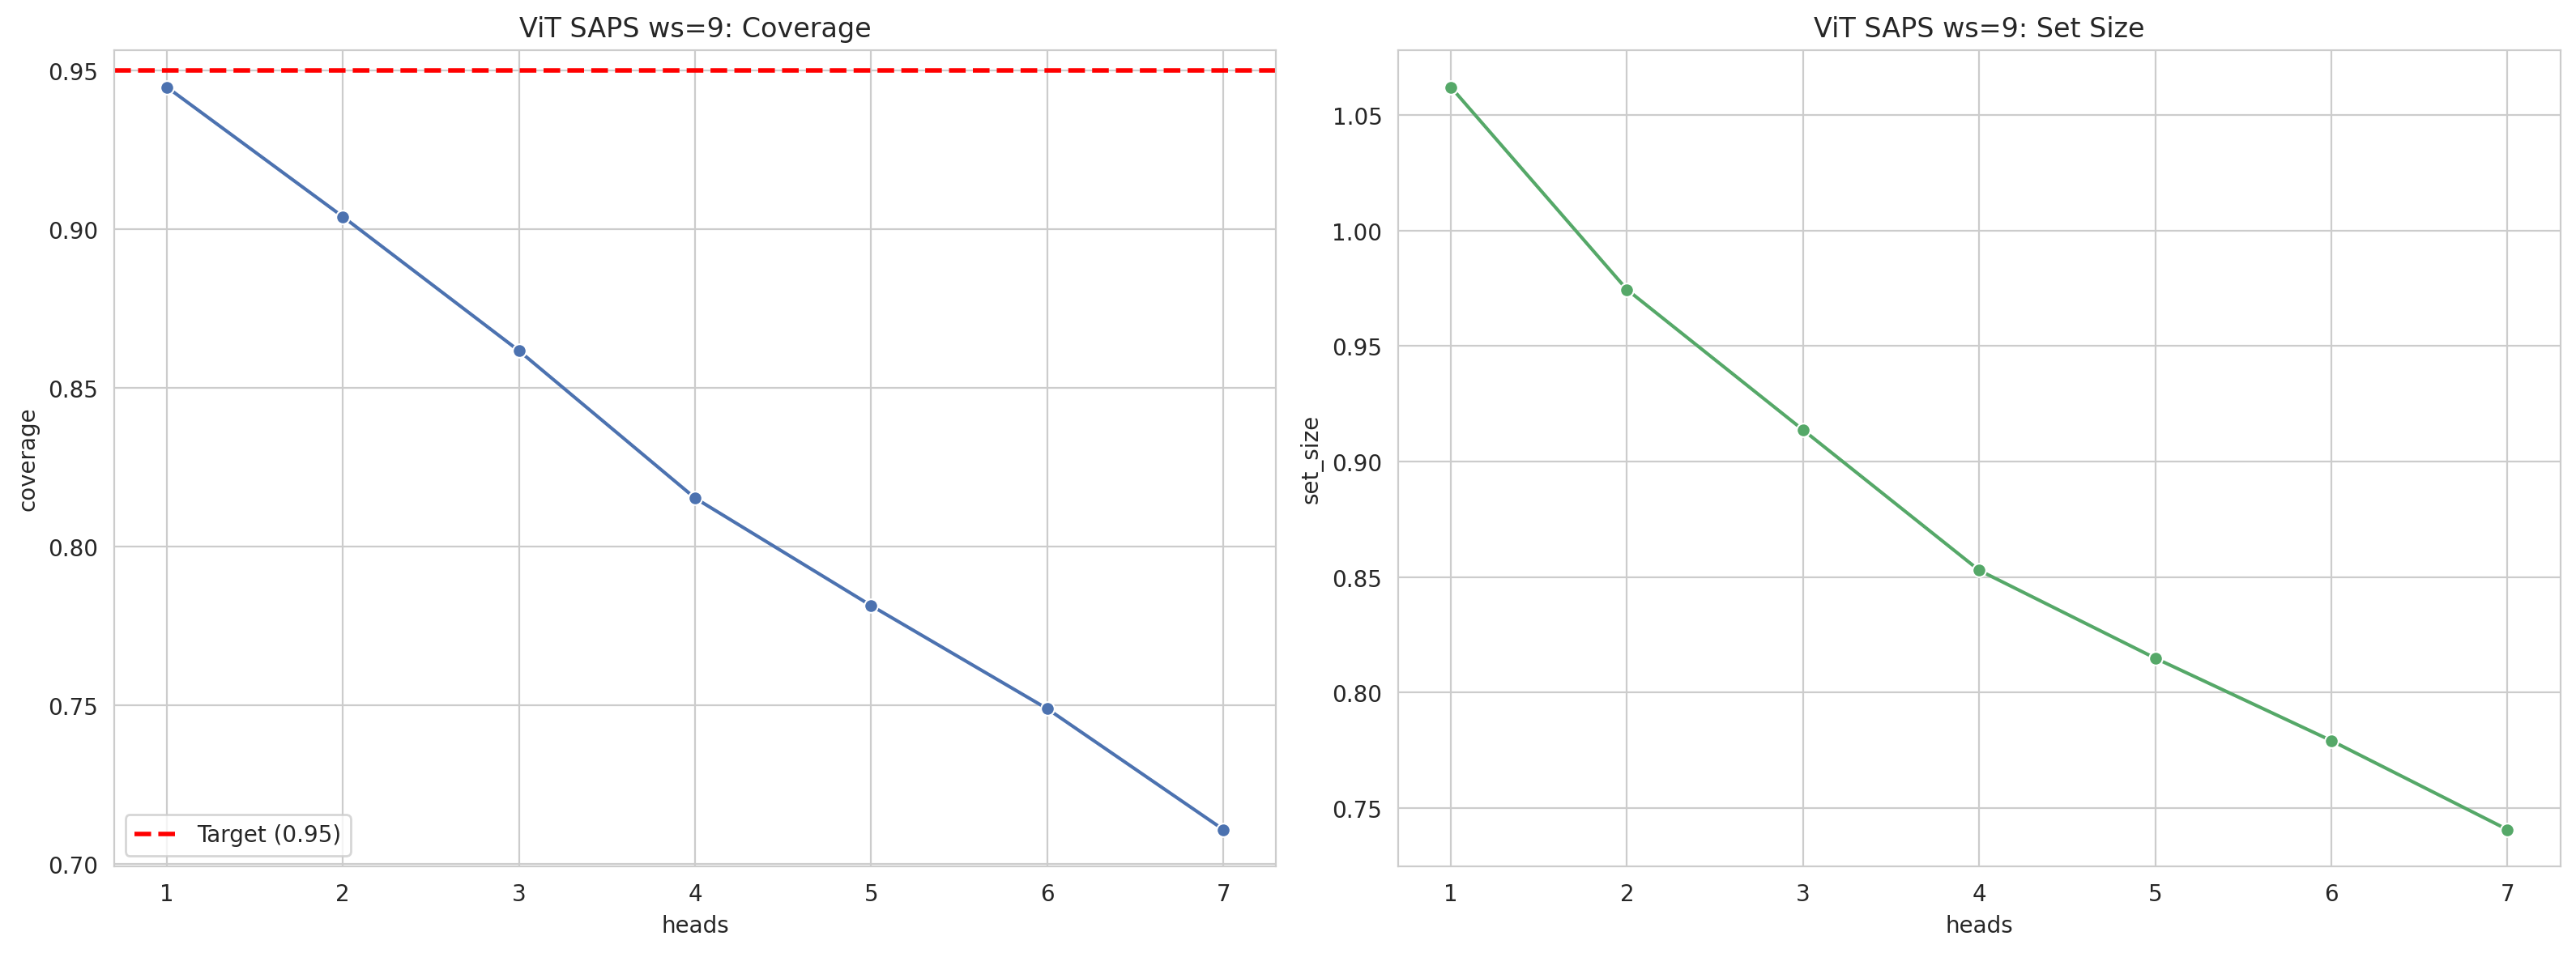 ViT SAPS ws=9: Coverage
0.95
0.90
0.85
0.80
0.75
0.70
coverage
Target (0.95)
1 2 3 4 5 6 7
heads
ViT SAPS ws=9: Set Size
1.05
1.00
0.95
0.90
0.85
0.80
0.75
set_size
1 2 3 4 5 6 7
heads